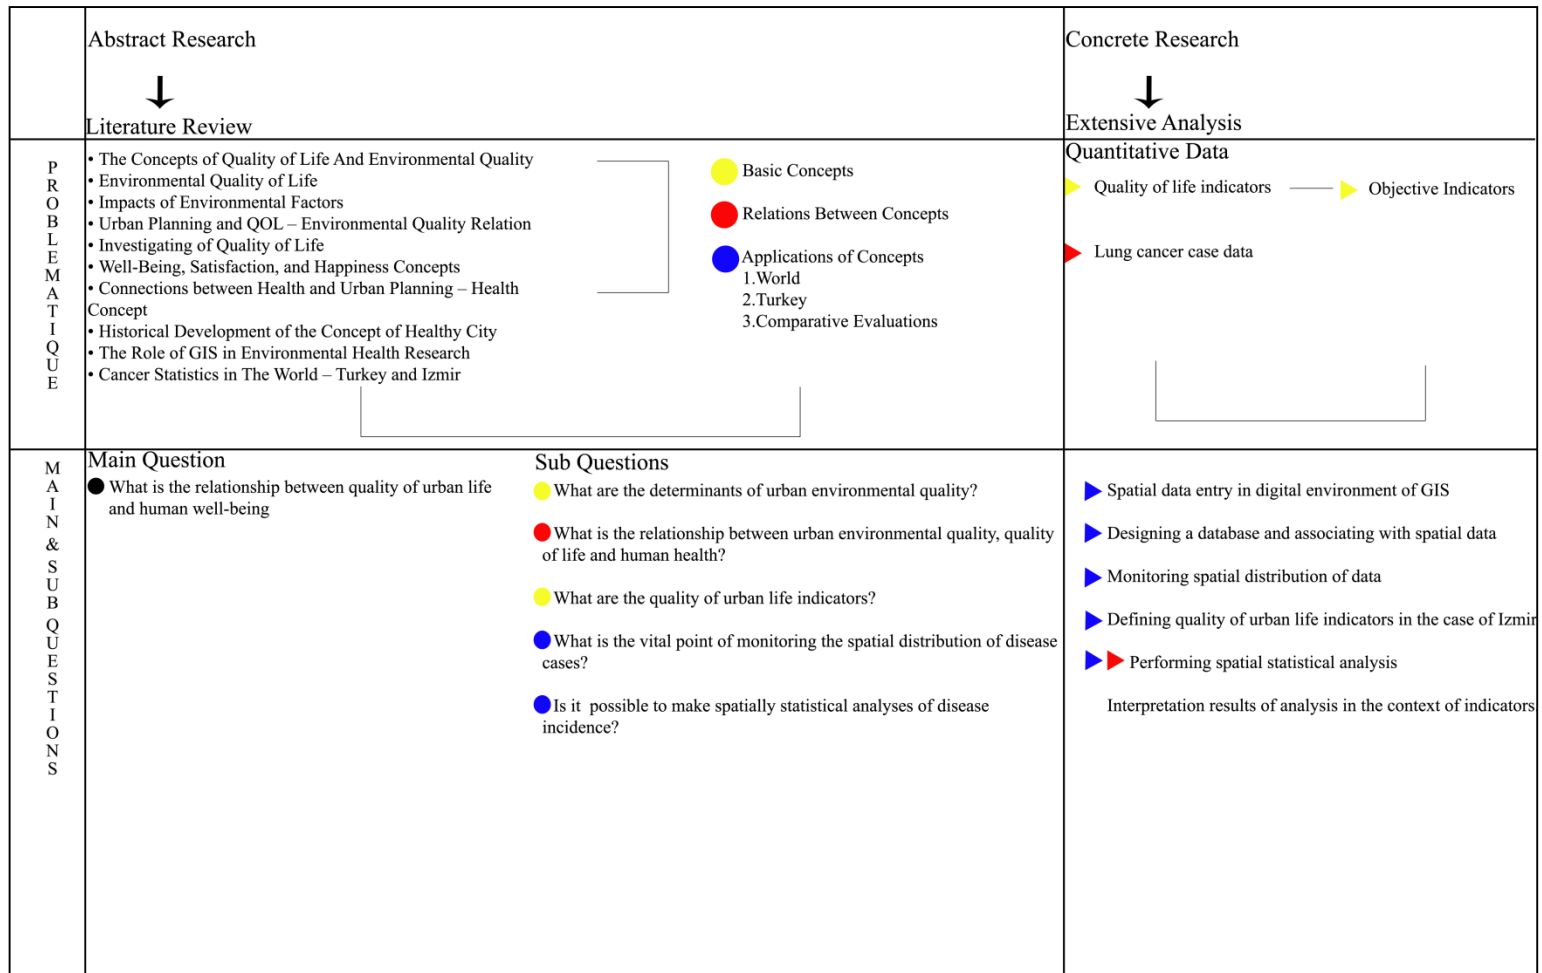 Abstract Research
Literature Review
Concrete Research
Extensive Analysis
PROBLEMATIQUE
• The Concepts of Quality of Life And Environmental Quality
• Environmental Quality of Life
• Impacts of Environmental Factors
• Urban Planning and QOL – Environmental Quality Relation
• Investigating of Quality of Life
• Well-Being, Satisfaction, and Happiness Concepts
• Connections between Health and Urban Planning – Health
Concept
• Historical Development of the Concept of Healthy City
• The Role of GIS in Environmental Health Research
• Cancer Statistics in The World – Turkey and Izmir
Basic Concepts
Relations Between Concepts
Applications of Concepts
1.World
2.Turkey
3.Comparative Evaluations
Quantitative Data
Quality of life indicators
Objective Indicators
Lung cancer case data
MAIN & SUB QUESTIONS
Main Question
What is the relationship between quality of urban life
and human well-being
Sub Questions
What are the determinants of urban environmental quality?
What is the relationship between urban environmental quality, quality
of life and human health?
What are the quality of urban life indicators?
What is the vital point of monitoring the spatial distribution of disease
cases?
Is it possible to make spatially statistical analyses of disease
incidence?
Spatial data entry in digital environment of GIS
Designing a database and associating with spatial data
Monitoring spatial distribution of data
Defining quality of urban life indicators in the case of Izmir
Performing spatial statistical analysis
Interpretation results of analysis in the context of indicators